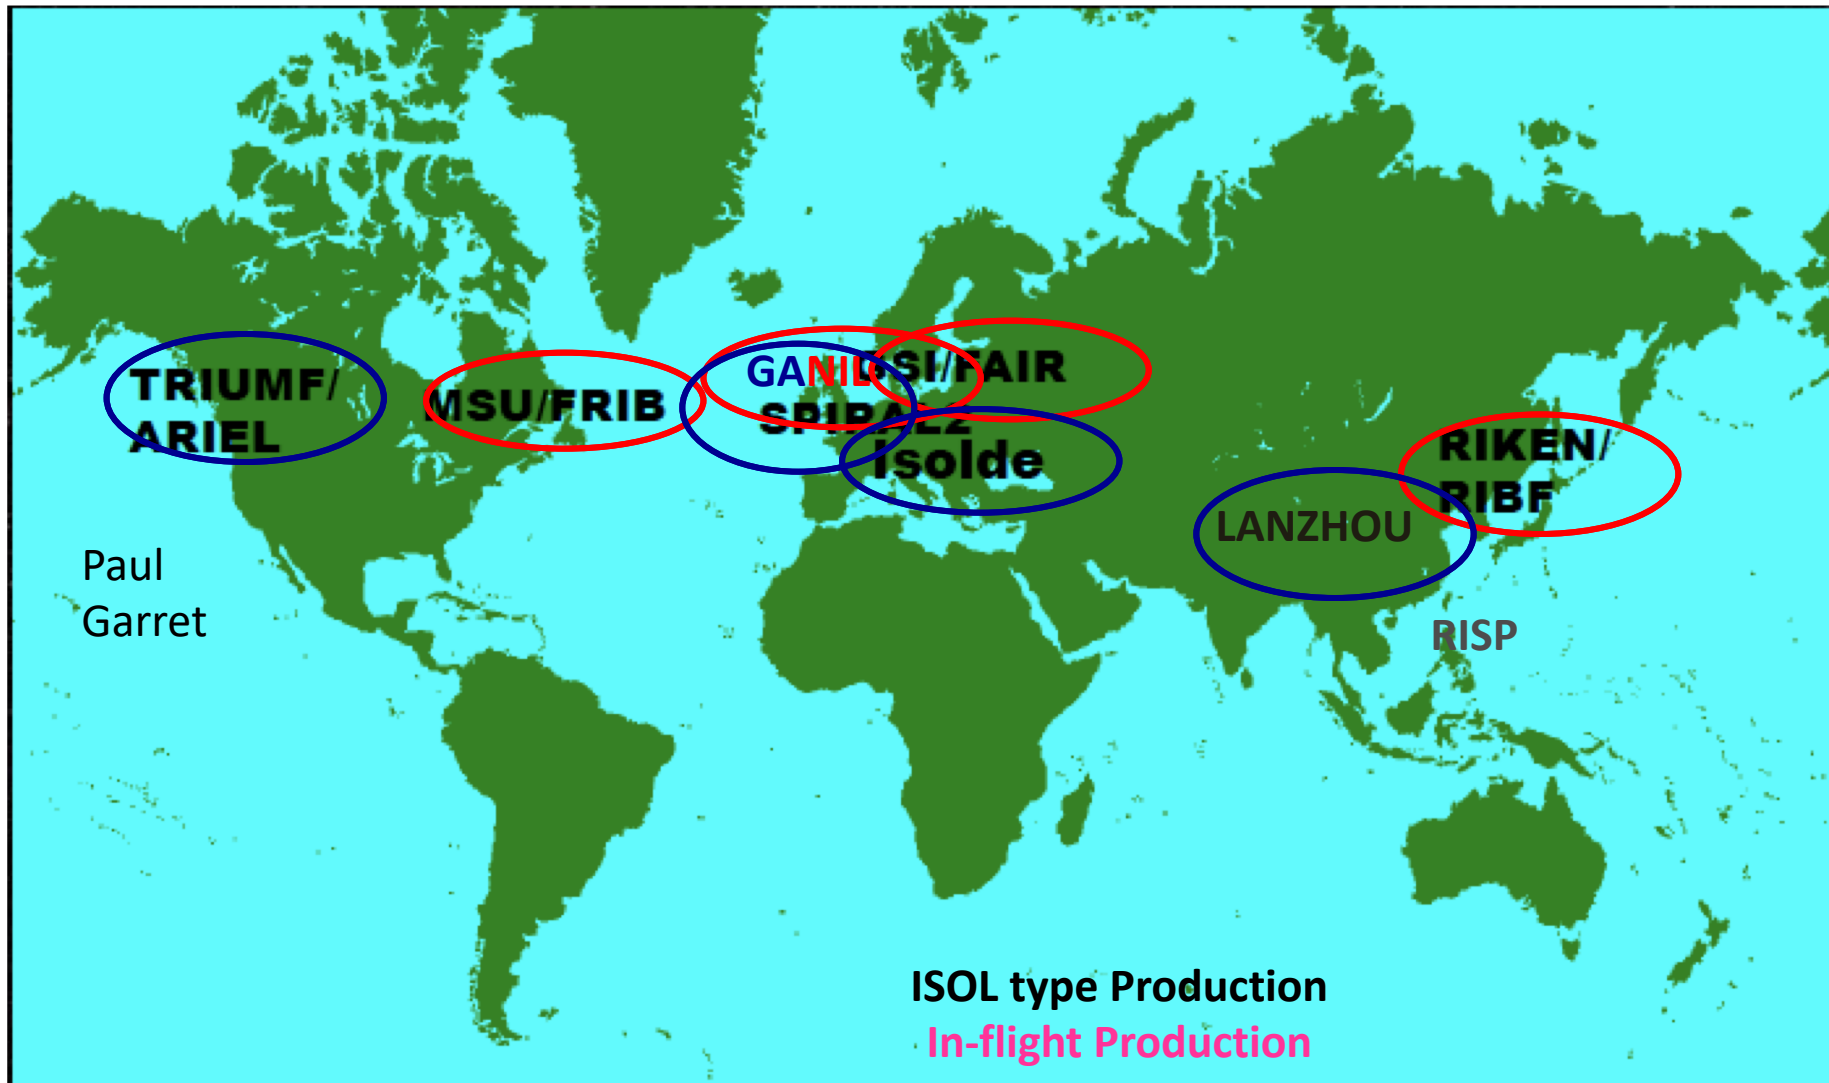 TRIUMF/
ARIEL
MSU/FRIB
GANIL
SPIRAL2
GSI/FAIR
Isolde
RIKEN/
RIBF
LANZHOU
RISP
Paul
Garret
ISOL type Production
In-flight Production